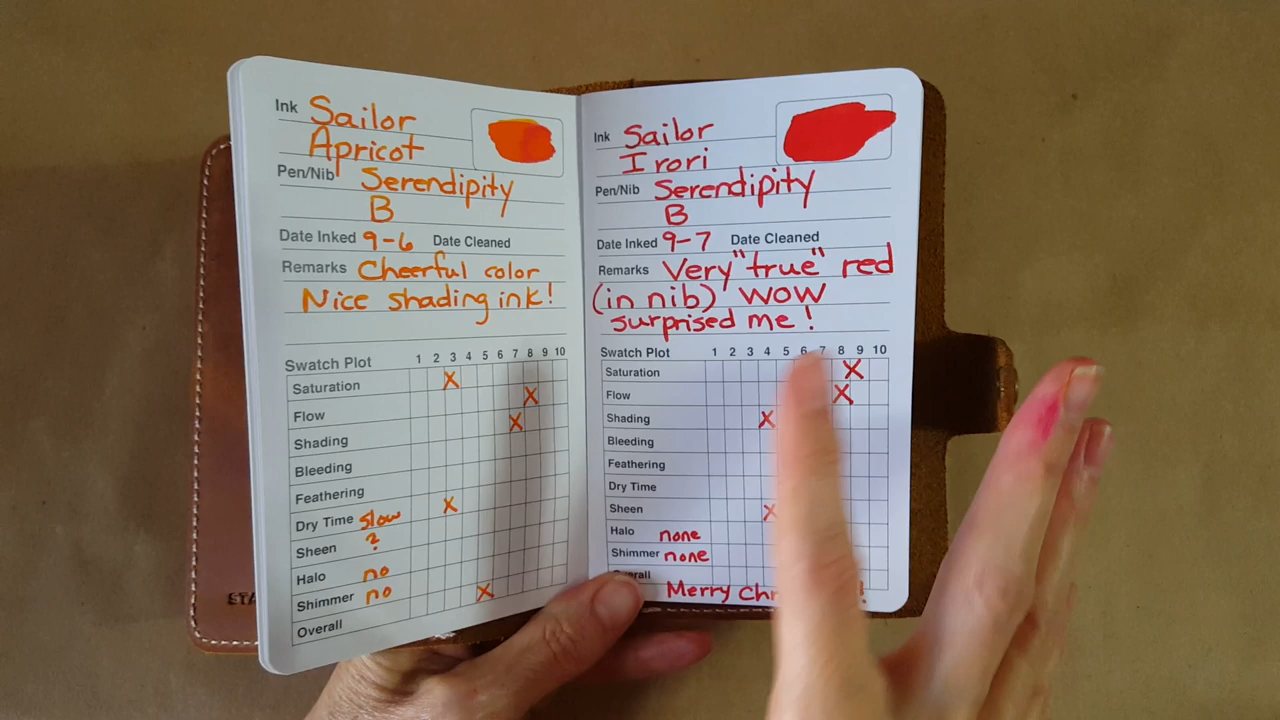 Ink Sailor
Apricot
Pen/Nib Serendipity
B
Date Inked 9-6 Date Cleaned
Remarks Cheerful color
Nice shading ink!
Swatch Plot 1 2 3 4 5 6 7 8 9 10
Saturation X
Flow X
Shading X
Bleeding
Feathering
Dry Time slow X
Sheen ?
Halo no
Shimmer no
Overall X
Ink Sailor
Irori
Pen/Nib Serendipity
B
Date Inked 9-7 Date Cleaned
Remarks Very "true" red
(in nib) WOW
surprised me!
Swatch Plot 1 2 3 4 5 6 7 8 9 10
Saturation X
Flow X
Shading X
Bleeding
Feathering
Dry Time
Sheen X
Halo none
Shimmer none
Merry !